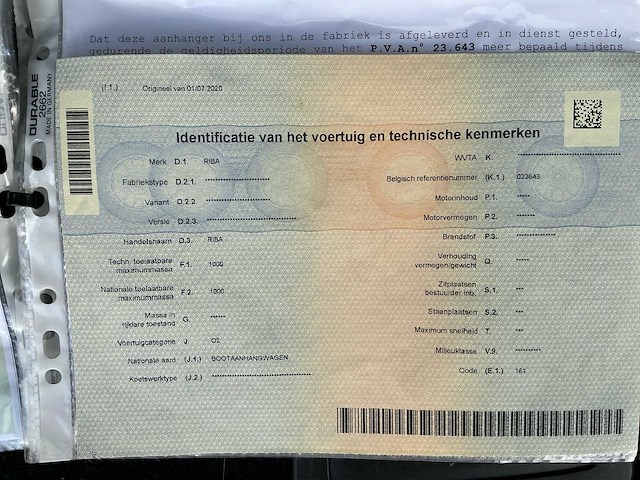 Dat deze aanhanger bij ons in de fabriek is afgeleverd en in dienst gesteld,
gedurende de geldigheidsperiode van het P.V.A.n° 23.643 meer bepaald tijdens
DURABLE
2662
MADE IN GERMANY
Origineel van 01/07/2020
Identificatie van het voertuig en technische kenmerken
Merk D.1. RIBA
Fabriekstype D.2.1. ********************
Variant D.2.2. ********************
Versie D.2.3. ***************************
Handelsnaam D.3. RIBA
Techn. toelaatbare
maximummassa F.1. 1000
Nationale toelaatbare
maximummassa F.2. 1000
Massa in
rijklare toestand G. ******
Voertuigcategorie J O2
Nationale aard (J.1.) BOOTAANHANGWAGEN
Koetswerktype (J.2.) ******************************
WVTA K. *****************************
Belgisch referentienummer (K.1.) 023643
Motorinhoud P.1. *****
Motorvermogen P.2. ******
Brandstof P.3. *************
Verhouding
vermogen/gewicht Q. *****
Zitplaatsen
bestuurder inb. S.1. ***
Staanplaatsen S.2. ***
Maximum snelheid T. ***
Milieuklasse V.9. *********
Code (E.1.) 161